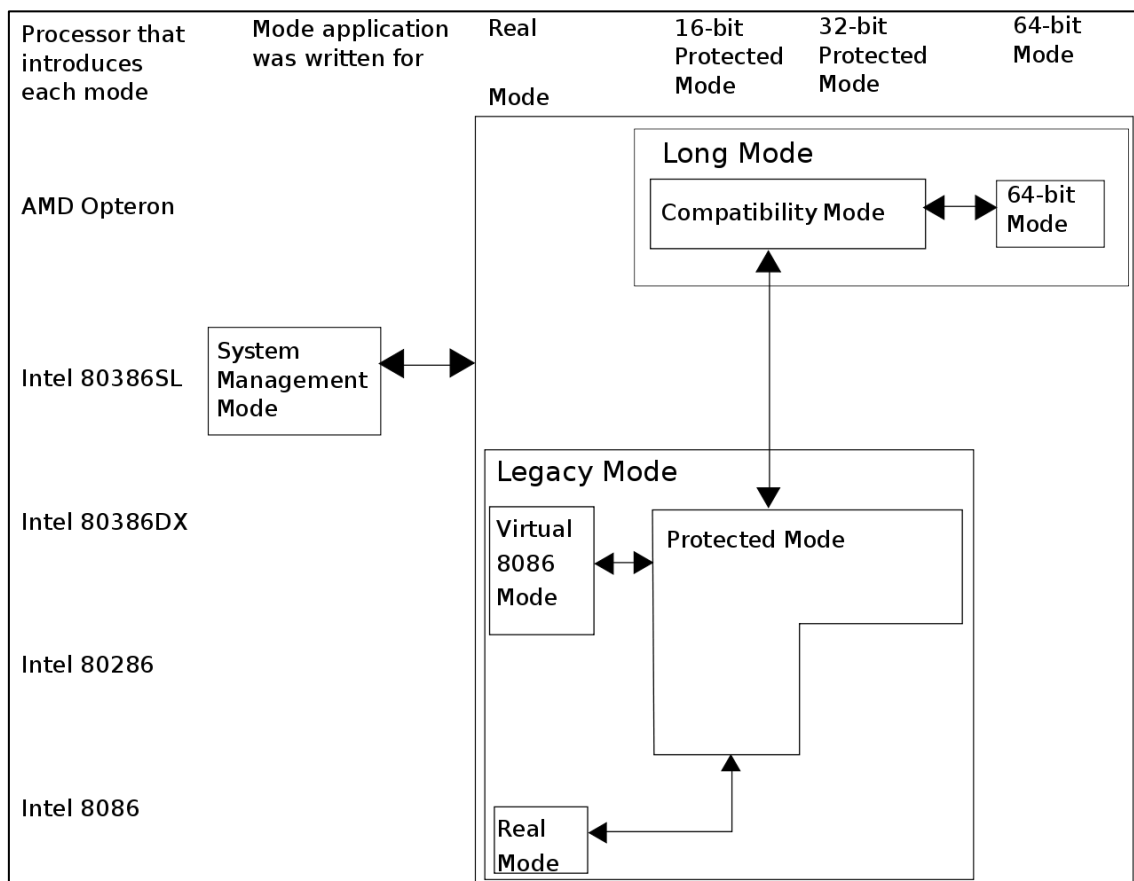 Processor that
introduces
each mode
Mode application
was written for
Real
Mode
16-bit
Protected
Mode
32-bit
Protected
Mode
64-bit
Mode
AMD Opteron
Long Mode
Compatibility Mode
64-bit
Mode
Intel 80386SL
System
Management
Mode
Legacy Mode
Intel 80386DX
Virtual
8086
Mode
Protected Mode
Intel 80286
Intel 8086
Real
Mode